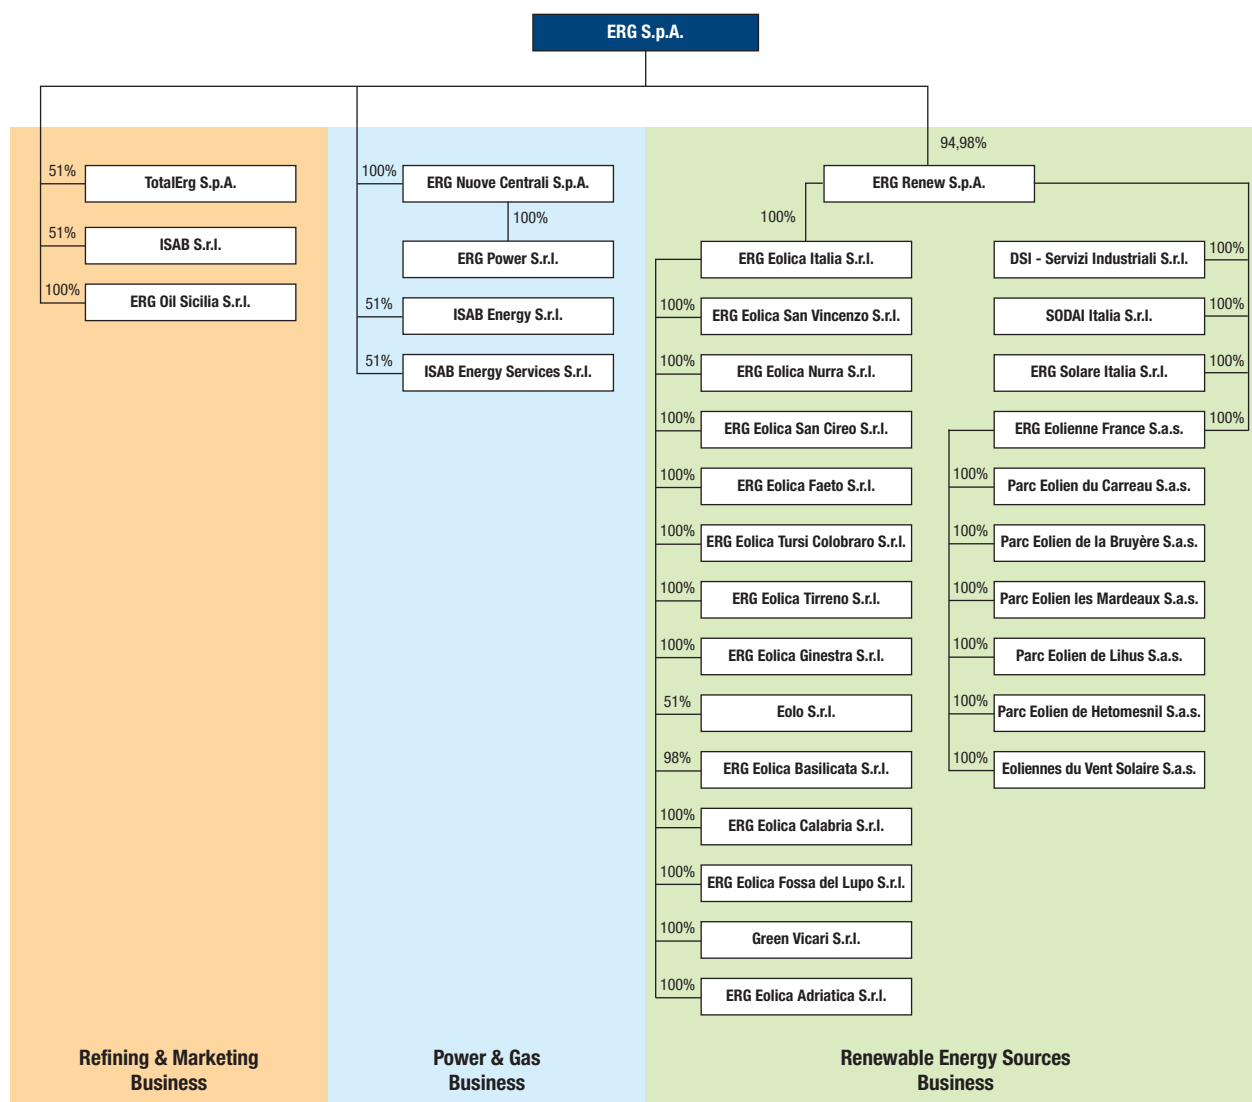 ERG S.p.A.
51%
TotalErg S.p.A.
51%
ISAB S.r.l.
100%
ERG Oil Sicilia S.r.l.
Refining & Marketing
Business
100%
ERG Nuove Centrali S.p.A.
100%
ERG Power S.r.l.
51%
ISAB Energy S.r.l.
51%
ISAB Energy Services S.r.l.
Power & Gas
Business
94,98%
ERG Renew S.p.A.
100%
ERG Eolica Italia S.r.l.
100%
ERG Eolica San Vincenzo S.r.l.
100%
ERG Eolica Nurra S.r.l.
100%
ERG Eolica San Cireo S.r.l.
100%
ERG Eolica Faeto S.r.l.
100%
ERG Eolica Tursi Colobraro S.r.l.
100%
ERG Eolica Tirreno S.r.l.
100%
ERG Eolica Ginestra S.r.l.
51%
Eolo S.r.l.
98%
ERG Eolica Basilicata S.r.l.
100%
ERG Eolica Calabria S.r.l.
100%
ERG Eolica Fossa del Lupo S.r.l.
100%
Green Vicari S.r.l.
100%
ERG Eolica Adriatica S.r.l.
DSI - Servizi Industriali S.r.l.
100%
SODAI Italia S.r.l.
100%
ERG Solare Italia S.r.l.
100%
ERG Eolienne France S.a.s.
100%
100%
Parc Eolien du Carreau S.a.s.
100%
Parc Eolien de la Bruyère S.a.s.
100%
Parc Eolien les Mardeaux S.a.s.
100%
Parc Eolien de Lihus S.a.s.
100%
Parc Eolien de Hetomesnil S.a.s.
100%
Eoliennes du Vent Solaire S.a.s.
Renewable Energy Sources
Business